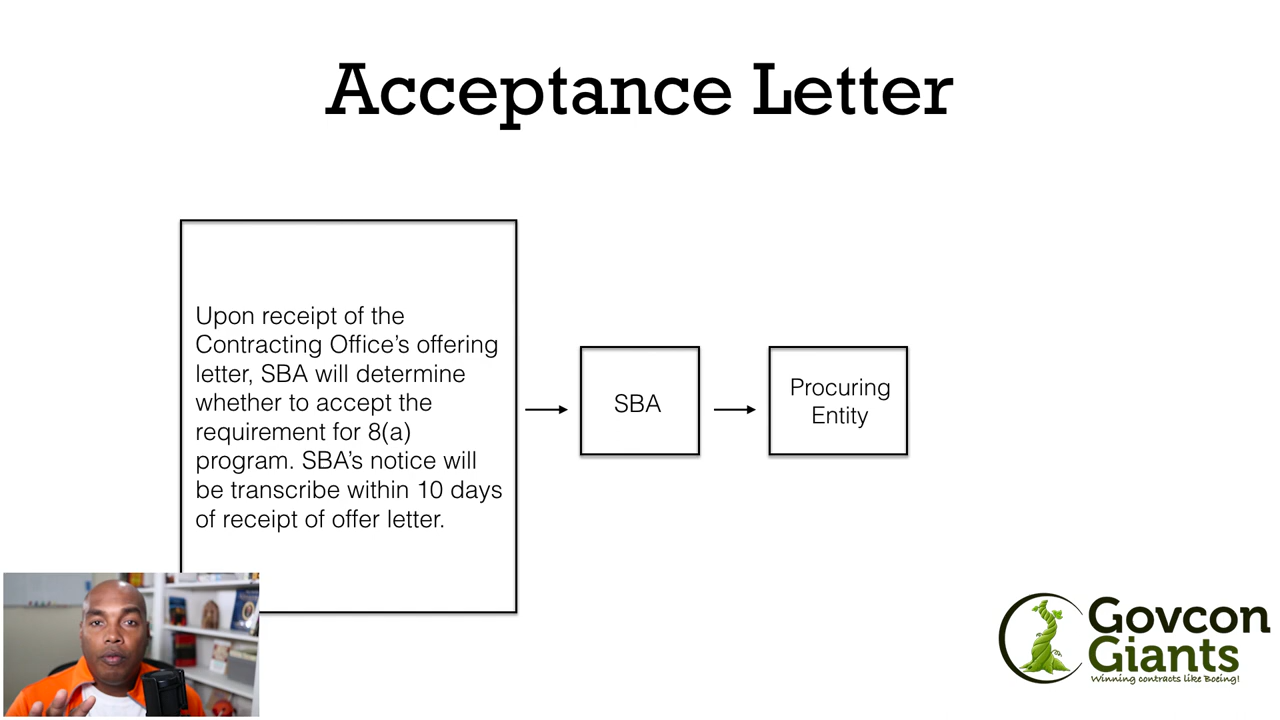 Acceptance Letter
Upon receipt of the
Contracting Office’s offering
letter, SBA will determine
whether to accept the
requirement for 8(a)
program. SBA’s notice will
be transcribe within 10 days
of receipt of offer letter.
SBA
Procuring
Entity
Govcon
Giants
Winning contracts like Boeing!